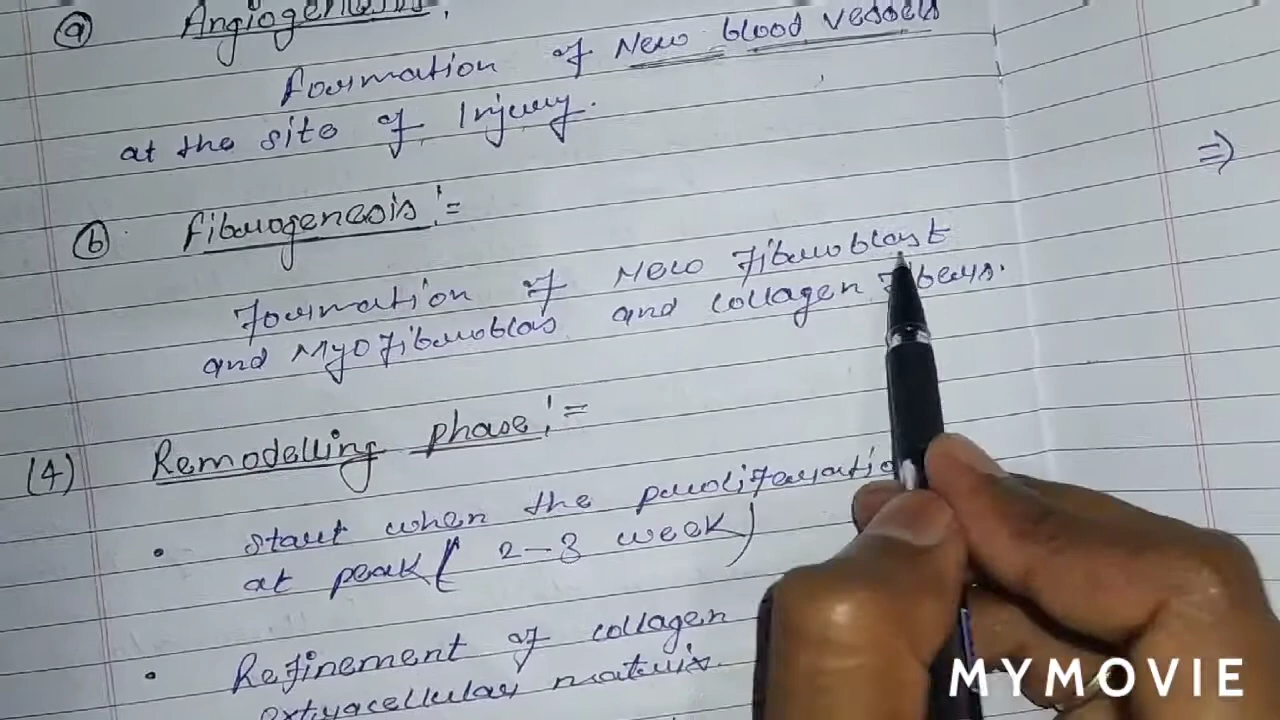 (a) Angiogenesis:
formation of New blood vessels
at the site of Injury.
⇒
(b) fibrogenesis:=
formation of New fibroblast
and Myofibroblas and collagen fibers.
(4) Remodelling phase:=
• start when the proliferatio
at peak ( 2-3 week)
• Refinement of collagen
extracellular matrix.
MYMOVIE